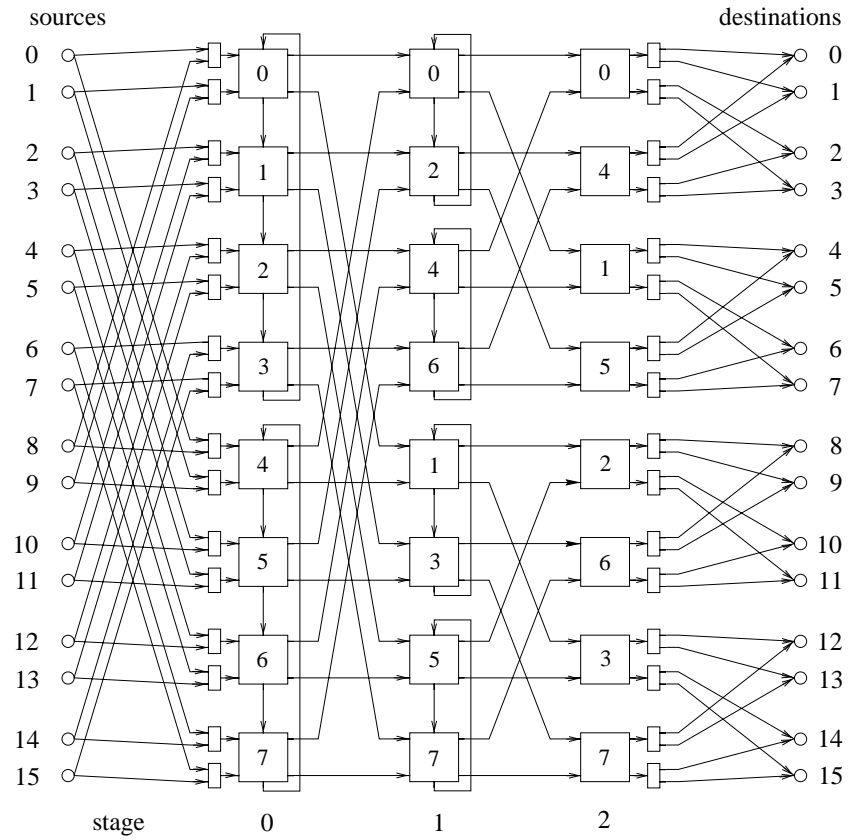 sources destinations
0 0 0 0 0
1 1
2 1 2 4 2
3 3
4 2 4 1 4
5 5
6 3 6 5 6
7 7
8 4 1 2 8
9 9
10 5 3 6 10
11 11
12 6 5 3 12
13 13
14 7 7 7 14
15 15
stage 0 1 2